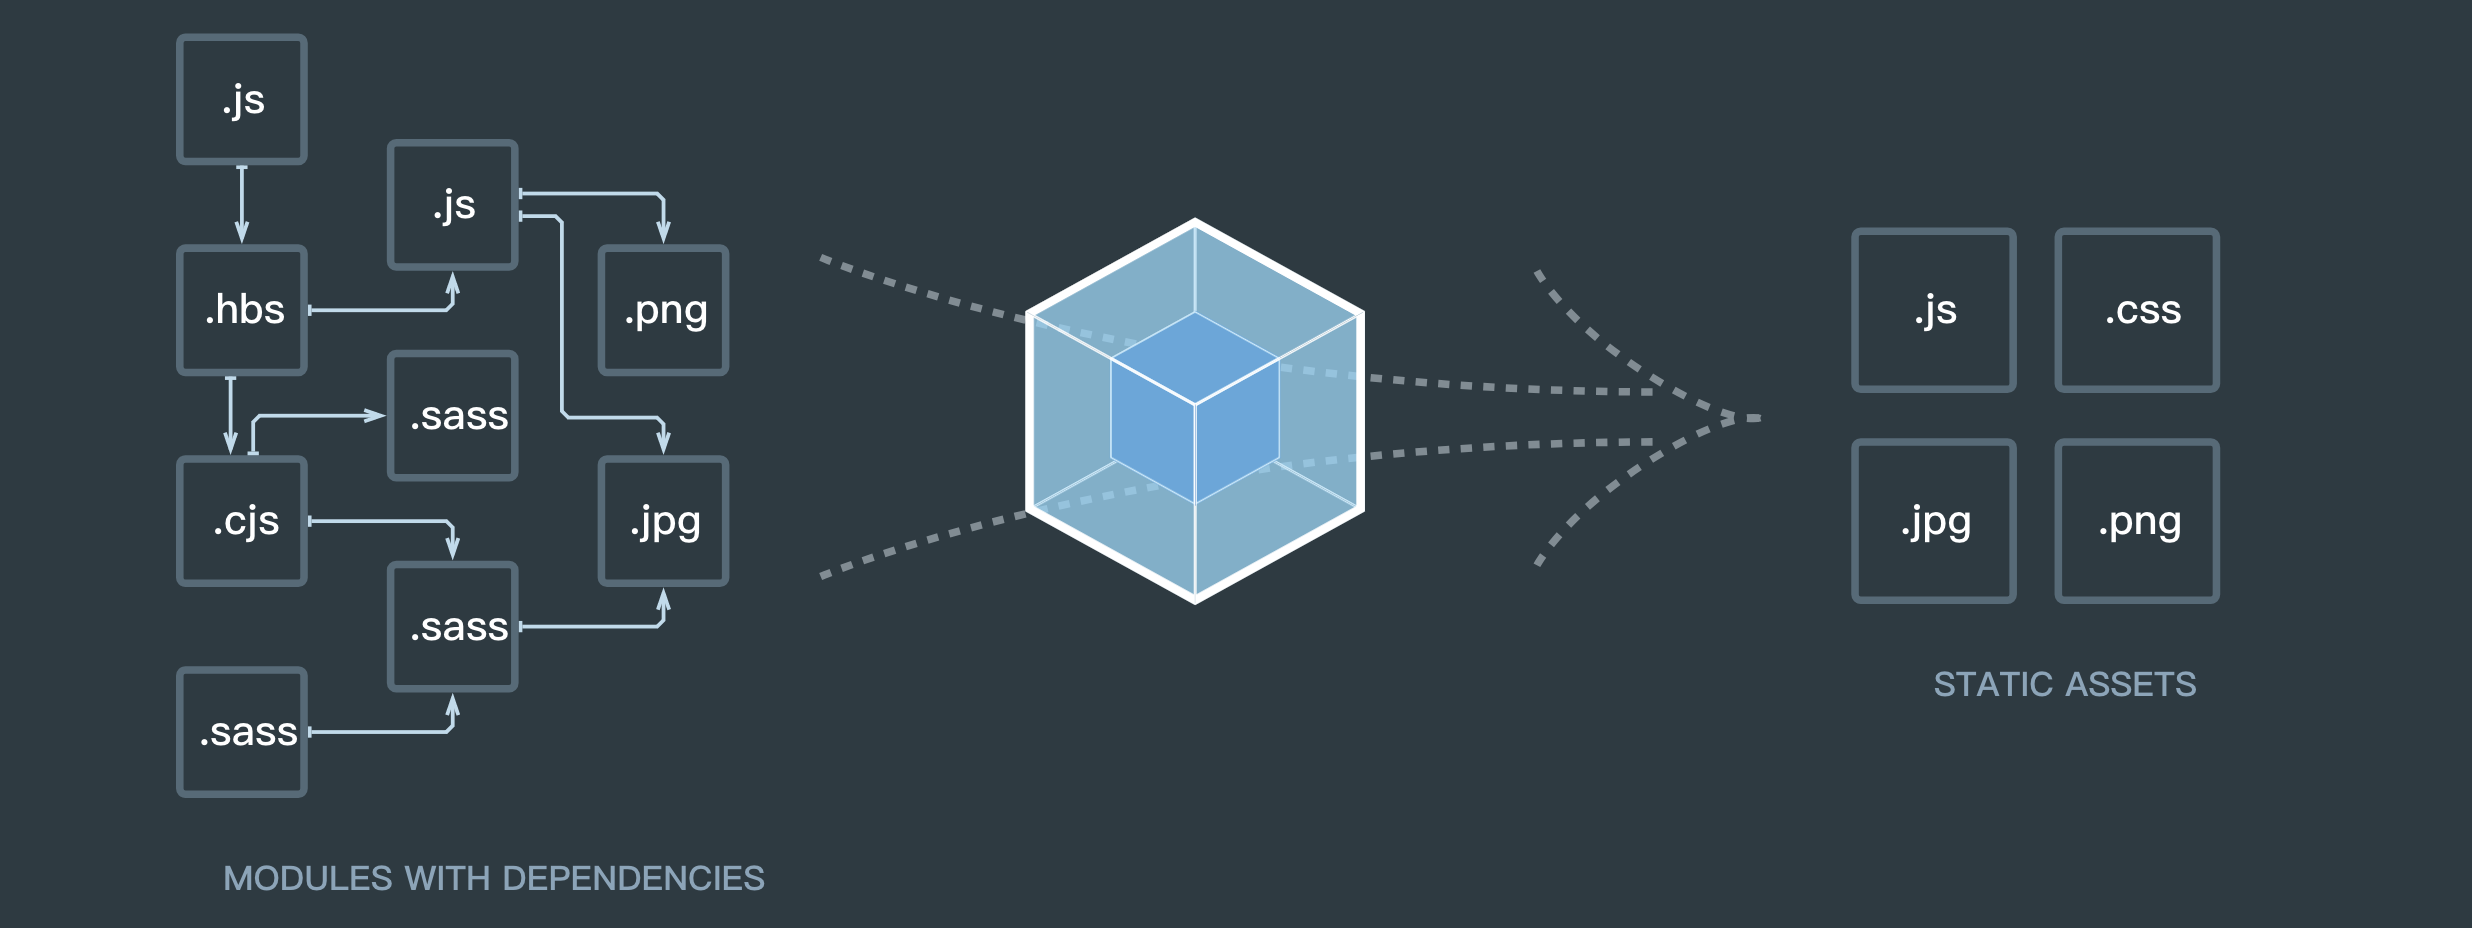 .js
.js
.hbs
.png
.sass
.cjs
.jpg
.sass
.sass
MODULES WITH DEPENDENCIES
.js
.css
.jpg
.png
STATIC ASSETS